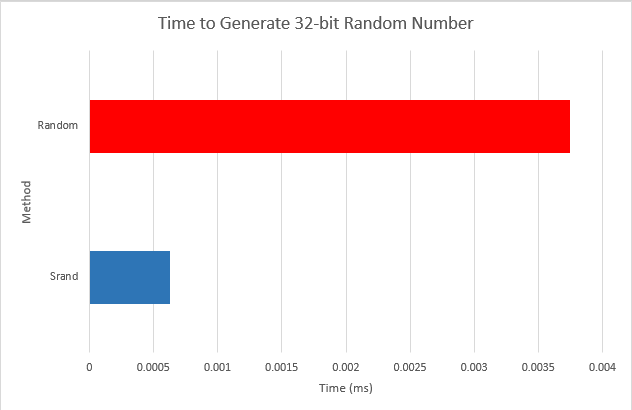 Time to Generate 32-bit Random Number
Random
Method
Srand
0 0.0005 0.001 0.0015 0.002 0.0025 0.003 0.0035 0.004
Time (ms)